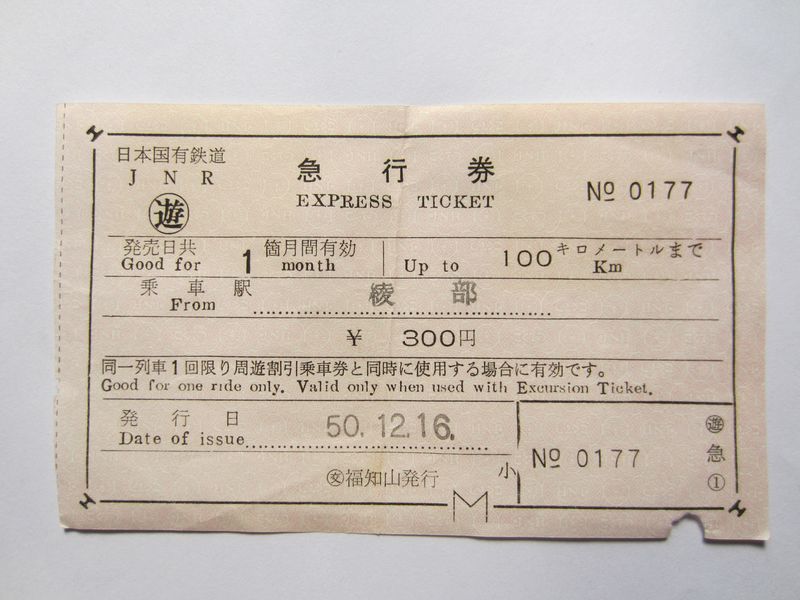 日本国有鉄道
J N R
急行券
EXPRESS TICKET
No 0177
遊
発売日共 1 箇月間有効
Good for month
Up to 100 キロメートルまで
Km
乗車駅
From 綾部
¥ 300円
同一列車1回限り周遊割引乗車券と同時に使用する場合に有効です。
Good for one ride only. Valid only when used with Excursion Ticket.
発行日
Date of issue 50.12.16.
㊛福知山発行
小
No 0177
遊
急
①